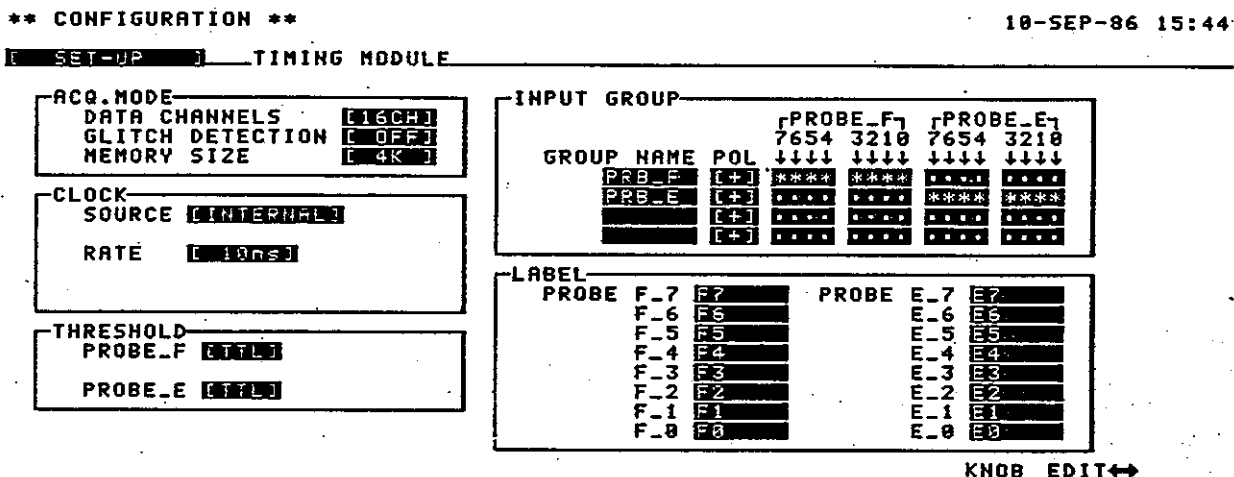 ** CONFIGURATION ** 10-SEP-86 15:44
[ SET-UP ] TIMING MODULE
ACQ.MODE
DATA CHANNELS [16CH]
GLITCH DETECTION [ OFF]
MEMORY SIZE [ 4K ]
CLOCK
SOURCE [INTERNAL]
RATE [ 10ns]
THRESHOLD
PROBE_F [TTL]
PROBE_E [TTL]
INPUT GROUP
PROBE_F PROBE_E
7654 3210 7654 3210
GROUP NAME POL ↓↓↓↓ ↓↓↓↓ ↓↓↓↓ ↓↓↓↓
PRB_F [+] **** **** .... ....
PRB_E [+] .... .... **** ****
[+] .... .... .... ....
[+] .... .... .... ....
LABEL
PROBE F_7 F7 PROBE E_7 E7
F_6 F6 E_6 E6
F_5 F5 E_5 E5
F_4 F4 E_4 E4
F_3 F3 E_3 E3
F_2 F2 E_2 E2
F_1 F1 E_1 E1
F_0 F0 E_0 E0
KNOB EDIT↔